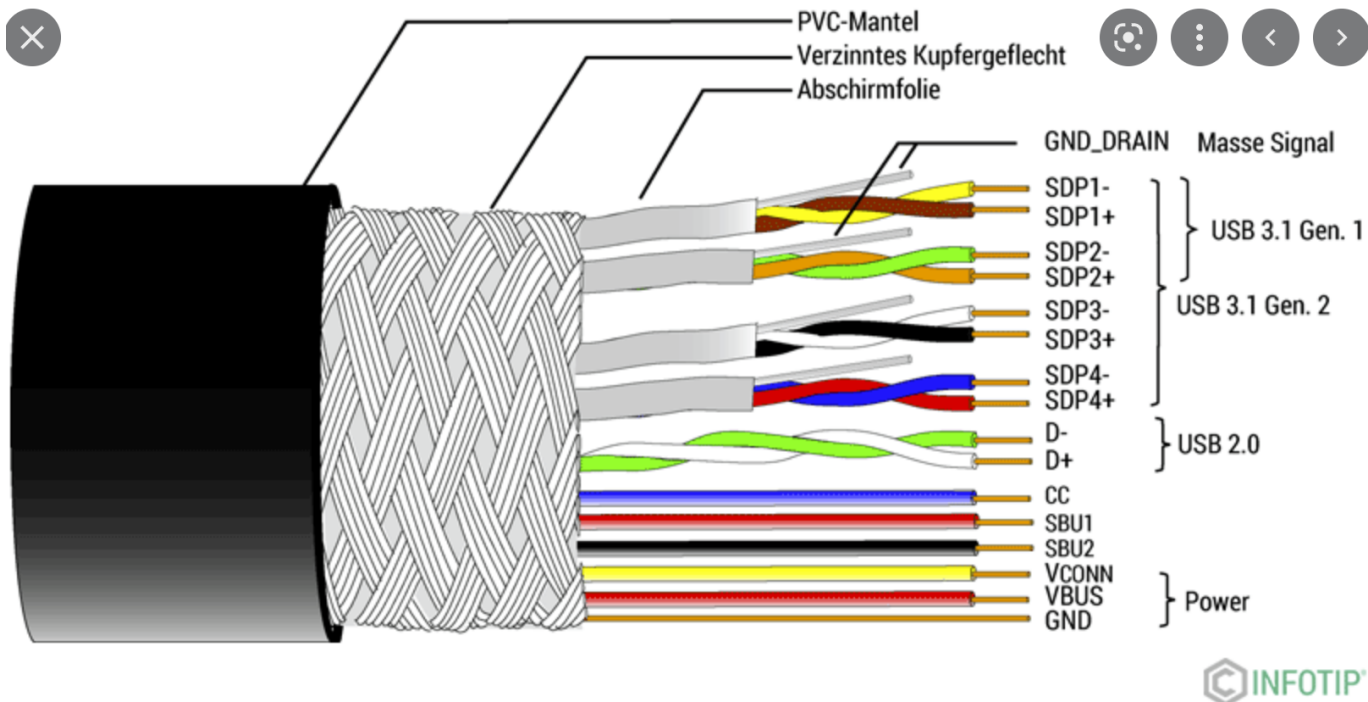 PVC-Mantel
Verzinntes Kupfergeflecht
Abschirmfolie
GND_DRAIN Masse Signal
SDP1-
SDP1+
USB 3.1 Gen. 1
SDP2-
SDP2+
USB 3.1 Gen. 2
SDP3-
SDP3+
SDP4-
SDP4+
D-
USB 2.0
D+
CC
SBU1
SBU2
VCONN
VBUS
Power
GND
INFOTIP